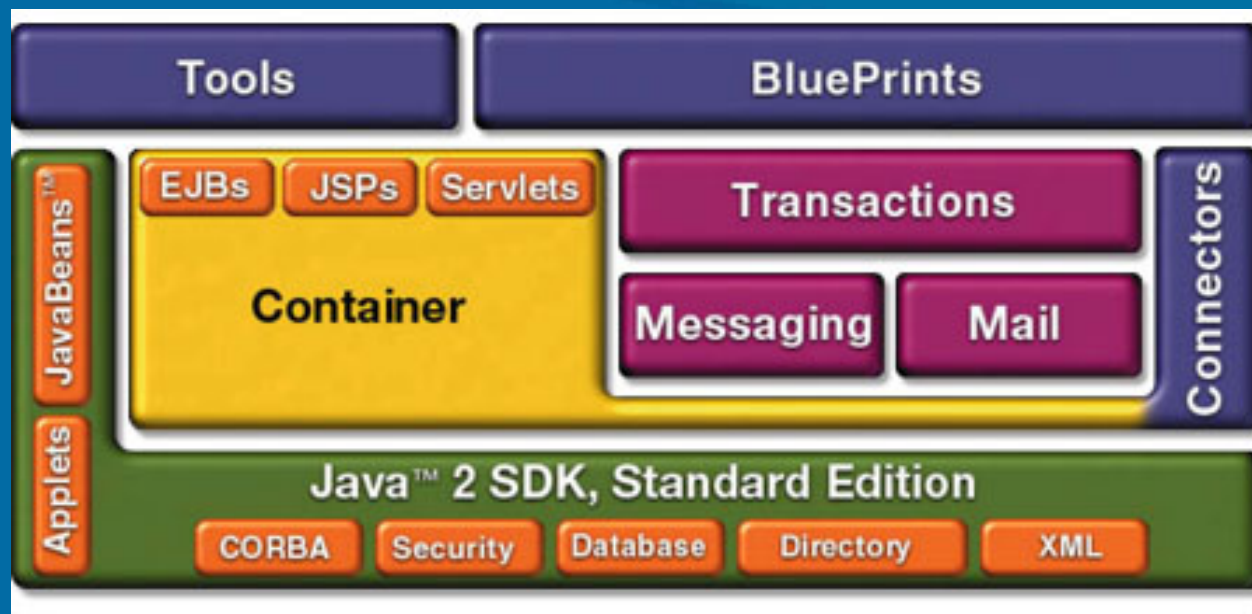 Tools
BluePrints
JavaBeans™
Applets
EJBs
JSPs
Servlets
Container
Transactions
Messaging
Mail
Connectors
Java™ 2 SDK, Standard Edition
CORBA
Security
Database
Directory
XML